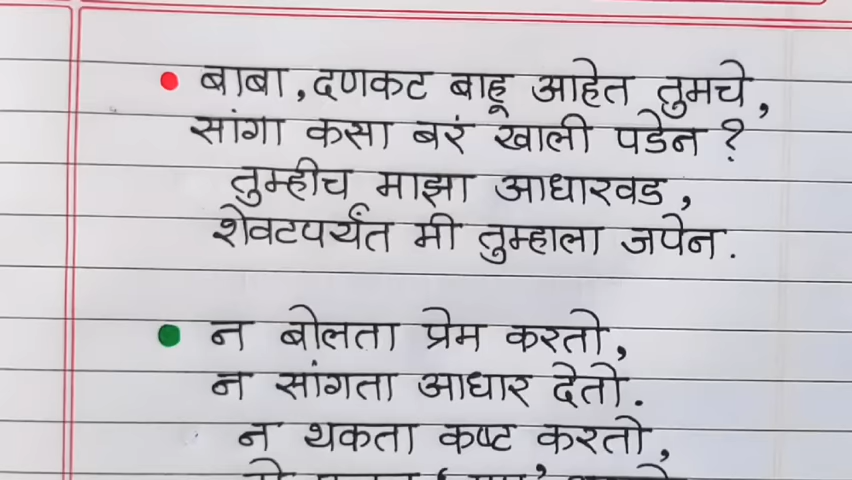 बाबा, दणकट बाहू आहेत तुमचे,
सांगा कसा बरं खाली पडेन ?
तुम्हीच माझा आधारवड,
शेवटपर्यंत मी तुम्हाला जपेन.
न बोलता प्रेम करतो,
न सांगता आधार देतो.
न थकता कष्ट करतो,